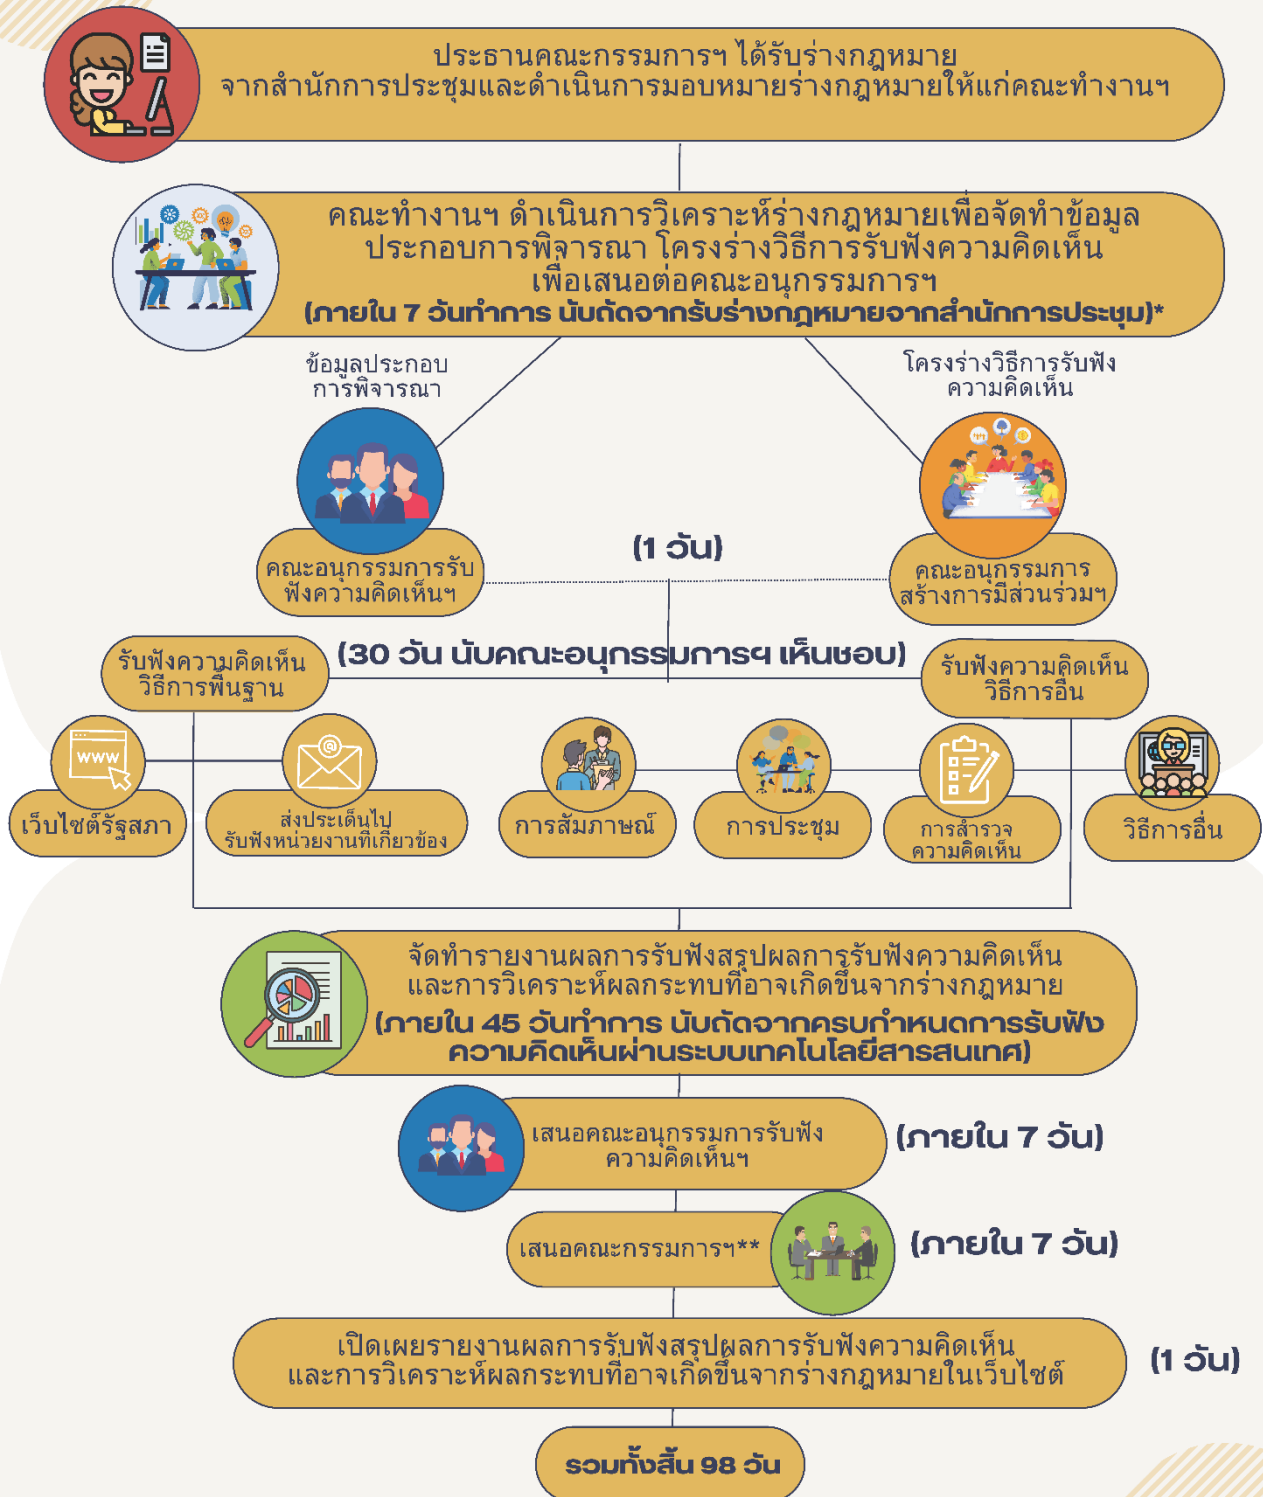 ประธานคณะกรรมการฯ ได้รับร่างกฎหมาย
จากสำนักการประชุมและดำเนินการมอบหมายร่างกฎหมายให้แก่คณะทำงานฯ
คณะทำงานฯ ดำเนินการวิเคราะห์ร่างกฎหมายเพื่อจัดทำข้อมูล
ประกอบการพิจารณา โครงร่างวิธีการรับฟังความคิดเห็น
เพื่อเสนอต่อคณะอนุกรรมการฯ
(ภายใน 7 วันทำการ นับถัดจากรับร่างกฎหมายจากสำนักการประชุม)*
ข้อมูลประกอบ
การพิจารณา
โครงร่างวิธีการรับฟัง
ความคิดเห็น
คณะอนุกรรมการรับ
ฟังความคิดเห็นฯ
(1 วัน)
คณะอนุกรรมการ
สร้างการมีส่วนร่วมฯ
รับฟังความคิดเห็น
วิธีการพื้นฐาน
(30 วัน นับคณะอนุกรรมการฯ เห็นชอบ)
รับฟังความคิดเห็น
วิธีการอื่น
www
เว็บไซต์รัฐสภา
ส่งประเด็นไป
รับฟังหน่วยงานที่เกี่ยวข้อง
การสัมภาษณ์
การประชุม
การสำรวจ
ความคิดเห็น
วิธีการอื่น
จัดทำรายงานผลการรับฟังสรุปผลการรับฟังความคิดเห็น
และการวิเคราะห์ผลกระทบที่อาจเกิดขึ้นจากร่างกฎหมาย
(ภายใน 45 วันทำการ นับถัดจากครบกำหนดการรับฟัง
ความคิดเห็นผ่านระบบเทคโนโลยีสารสนเทศ)
เสนอคณะอนุกรรมการรับฟัง
ความคิดเห็นฯ
(ภายใน 7 วัน)
เสนอคณะกรรมการฯ**
(ภายใน 7 วัน)
เปิดเผยรายงานผลการรับฟังสรุปผลการรับฟังความคิดเห็น
และการวิเคราะห์ผลกระทบที่อาจเกิดขึ้นจากร่างกฎหมายในเว็บไซต์
(1 วัน)
รวมทั้งสิ้น 98 วัน